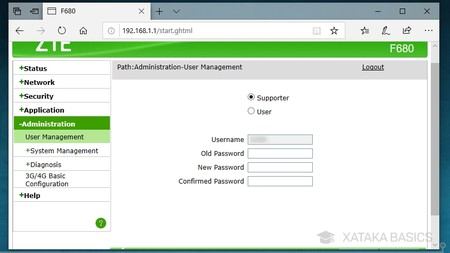 F680
192.168.1.1/start.ghtml
ZTE
F680
+Status
+Network
+Security
+Application
-Administration
User Management
+System Management
+Diagnosis
3G/4G Basic
Configuration
+Help
?
Path:Administration-User Management
Logout
Supporter
User
Username
Old Password
New Password
Confirmed Password
XATAKA BASICS